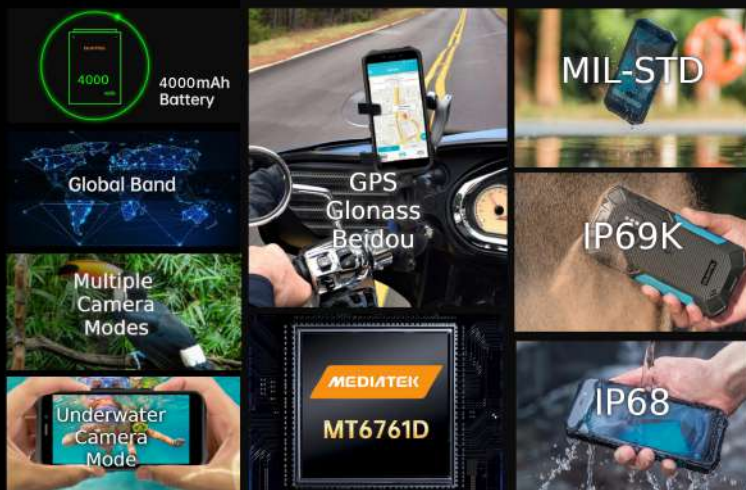 4000
mAh
4000mAh
Battery
Global Band
Multiple
Camera
Modes
Underwater
Camera
Mode
GPS
Glonass
Beidou
MEDIATEK
MT6761D
MIL-STD
IP69K
IP68